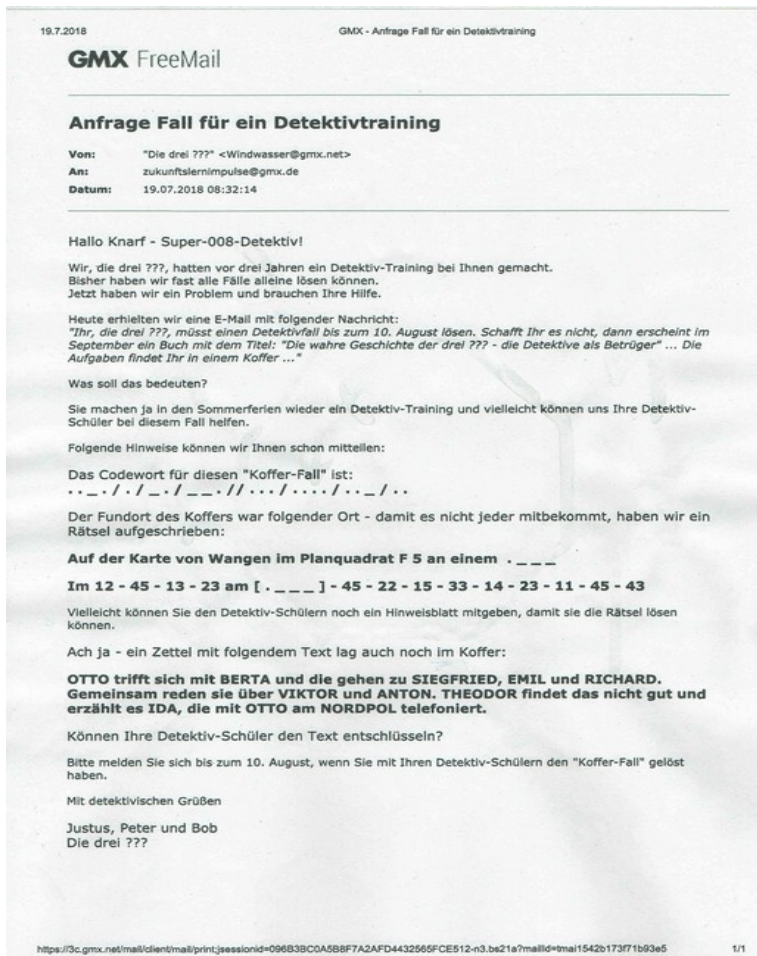 19.7.2018 GMX - Anfrage Fall für ein Detektivtraining
GMX FreeMail
Anfrage Fall für ein Detektivtraining
Von: "Die drei ???" <Windwasser@gmx.net>
An: zukunftslernimpulse@gmx.de
Datum: 19.07.2018 08:32:14
Hallo Knarf - Super-008-Detektiv!
Wir, die drei ???, hatten vor drei Jahren ein Detektiv-Training bei Ihnen gemacht.
Bisher haben wir fast alle Fälle alleine lösen können.
Jetzt haben wir ein Problem und brauchen Ihre Hilfe.
Heute erhielten wir eine E-Mail mit folgender Nachricht:
"Ihr, die drei ???, müsst einen Detektivfall bis zum 10. August lösen. Schafft Ihr es nicht, dann erscheint im
September ein Buch mit dem Titel: "Die wahre Geschichte der drei ??? - die Detektive als Betrüger" ... Die
Aufgaben findet Ihr in einem Koffer ..."
Was soll das bedeuten?
Sie machen ja in den Sommerferien wieder ein Detektiv-Training und vielleicht können uns Ihre Detektiv-
Schüler bei diesem Fall helfen.
Folgende Hinweise können wir Ihnen schon mitteilen:
Das Codewort für diesen "Koffer-Fall" ist:
. . _ . / . / _ . / _ _ . // . . . / . . . . / . . _ / . .
Der Fundort des Koffers war folgender Ort - damit es nicht jeder mitbekommt, haben wir ein
Rätsel aufgeschrieben:
Auf der Karte von Wangen im Planquadrat F 5 an einem . _ _ _
Im 12 - 45 - 13 - 23 am [ . _ _ _ ] - 45 - 22 - 15 - 33 - 14 - 23 - 11 - 45 - 43
Vielleicht können Sie den Detektiv-Schülern noch ein Hinweisblatt mitgeben, damit sie die Rätsel lösen
können.
Ach ja - ein Zettel mit folgendem Text lag auch noch im Koffer:
OTTO trifft sich mit BERTA und die gehen zu SIEGFRIED, EMIL und RICHARD.
Gemeinsam reden sie über VIKTOR und ANTON. THEODOR findet das nicht gut und
erzählt es IDA, die mit OTTO am NORDPOL telefoniert.
Können Ihre Detektiv-Schüler den Text entschlüsseln?
Bitte melden Sie sich bis zum 10. August, wenn Sie mit Ihren Detektiv-Schülern den "Koffer-Fall" gelöst
haben.
Mit detektivischen Grüßen
Justus, Peter und Bob
Die drei ???
https://3c.gmx.net/mail/client/mail/print;jsessionid=096B3BC0A5B8F7A2AFD4432565FCE512-n3.bs21a?mailId=tmai1542b173f71b93e5 1/1